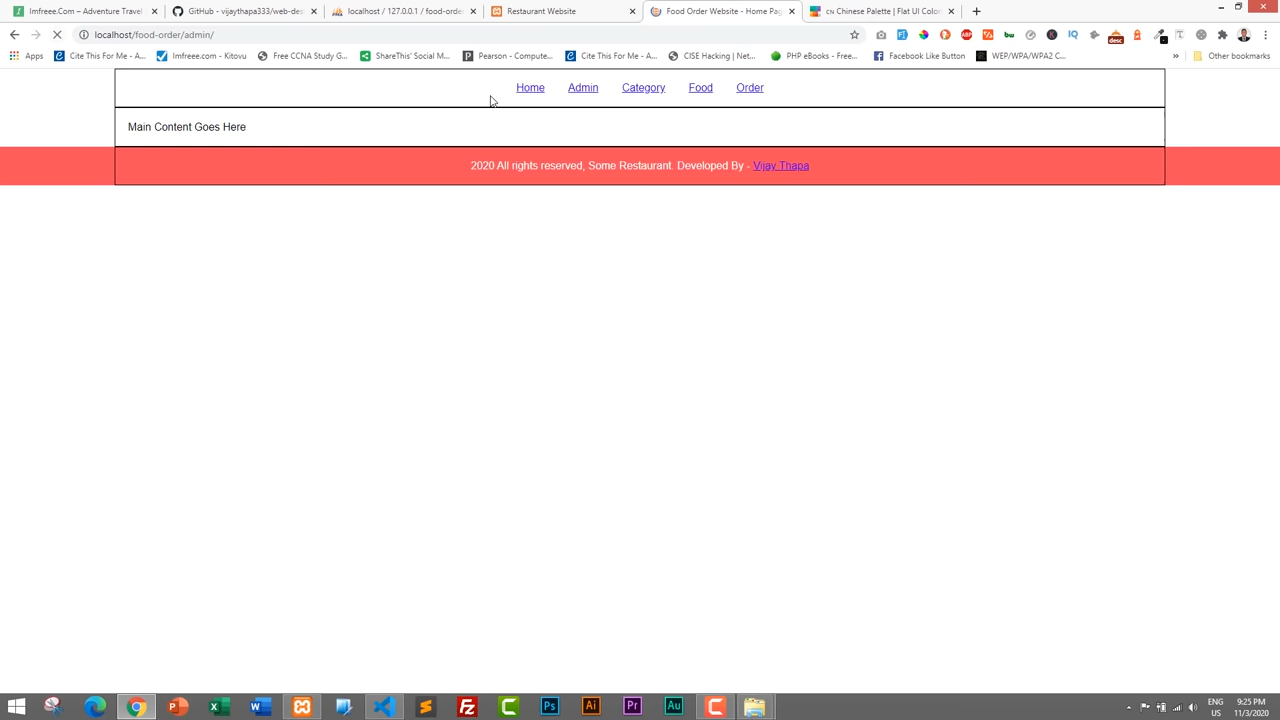 Imfreee.Com – Adventure Travel
GitHub - vijaythapa333/web-des
localhost / 127.0.0.1 / food-orde
Restaurant Website
Food Order Website - Home Pag
CN Chinese Palette | Flat UI Color
localhost/food-order/admin/
Apps
Cite This For Me - A...
Imfreee.com - Kitovu
Free CCNA Study G...
ShareThis' Social M...
Pearson - Compute...
Cite This For Me - A...
CISE Hacking | Net...
PHP eBooks - Free...
Facebook Like Button
WEP/WPA/WPA2 C...
»
Other bookmarks
Home Admin Category Food Order
Main Content Goes Here
2020 All rights reserved, Some Restaurant. Developed By - Vijay Thapa
ENG
US
9:25 PM
11/3/2020